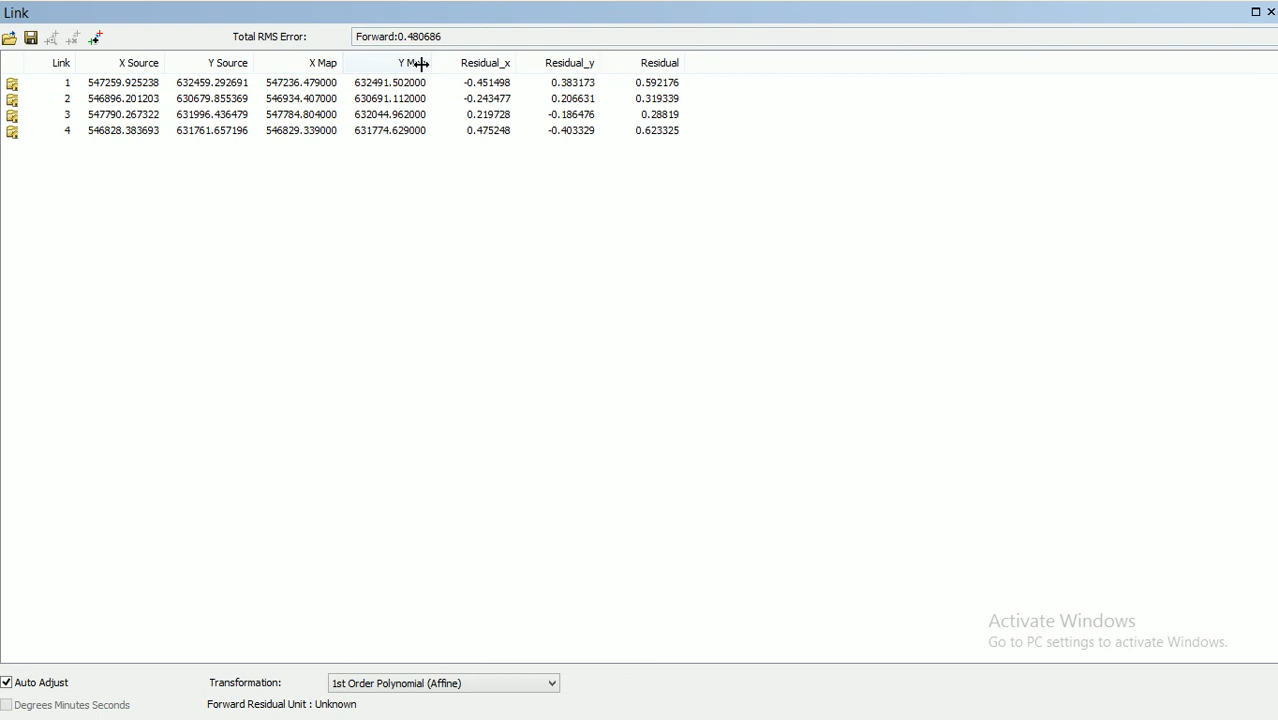 Link
Total RMS Error: Forward:0.480686
Link X Source Y Source X Map Y Residual_x Residual_y Residual
1 547259.925238 632459.292691 547236.479000 632491.502000 -0.451498 0.383173 0.592176
2 546896.201203 630679.855369 546934.407000 630691.112000 -0.243477 0.206631 0.319339
3 547790.267322 631996.436479 547784.804000 632044.962000 0.219728 -0.186476 0.28819
4 546828.383693 631761.657196 546829.339000 631774.629000 0.475248 -0.403329 0.623325
Activate Windows
Go to PC settings to activate Windows.
Auto Adjust Transformation: 1st Order Polynomial (Affine)
Degrees Minutes Seconds Forward Residual Unit : Unknown